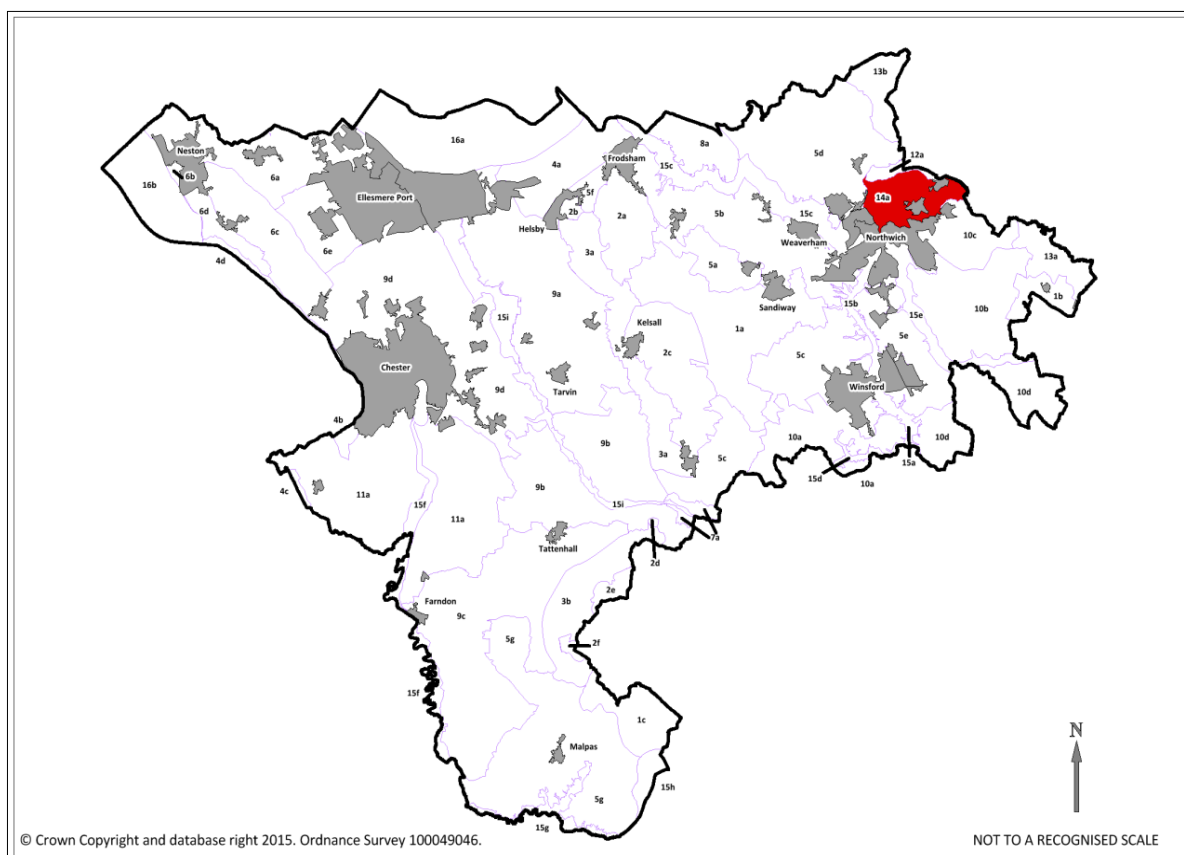 13b
16a
8a
5d
12a
Neston
4a
Frodsham
15c
6b
6a
16b
14a
5f
Ellesmere Port
2b
2a
5b
15c
6d
Helsby
Weaverham
Northwich
6c
10c
6e
3a
4d
13a
5a
9d
1b
9a
15b
Sandiway
10b
15i
15e
Kelsall
1a
5e
2c
5c
Chester
Winsford
Tarvin
9d
10d
4b
9b
10a
10d
3a
5c
15a
9b
15d
10a
4c
11a
15f
15i
11a
7a
Tattenhall
2d
2e
Farndon
3b
9c
5g
2f
15f
1c
N
Malpas
15h
5g
15g
© Crown Copyright and database right 2015. Ordnance Survey 100049046.
NOT TO A RECOGNISED SCALE